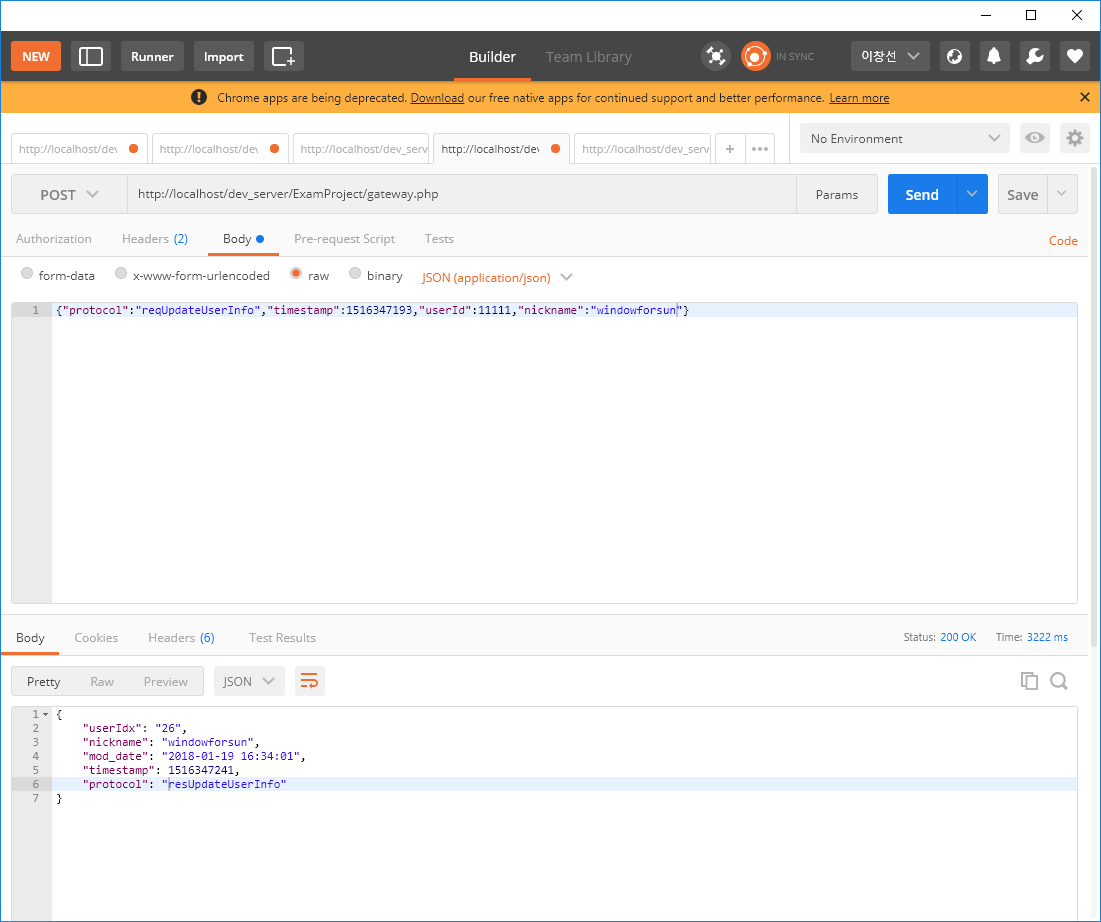 NEW Runner Import Builder Team Library IN SYNC 이창선
! Chrome apps are being deprecated. Download our free native apps for continued support and better performance. Learn more
http://localhost/dev http://localhost/dev http://localhost/dev_serv http://localhost/dev http://localhost/dev_serv + No Environment
POST http://localhost/dev_server/ExamProject/gateway.php Params Send Save
Authorization Headers (2) Body Pre-request Script Tests Code
form-data x-www-form-urlencoded raw binary JSON (application/json)
1 {"protocol":"reqUpdateUserInfo","timestamp":1516347193,"userId":11111,"nickname":"windowforsun"}
Body Cookies Headers (6) Test Results Status: 200 OK Time: 3222 ms
Pretty Raw Preview JSON
1 {
2 "userIdx": "26",
3 "nickname": "windowforsun",
4 "mod_date": "2018-01-19 16:34:01",
5 "timestamp": 1516347241,
6 "protocol": "resUpdateUserInfo"
7 }